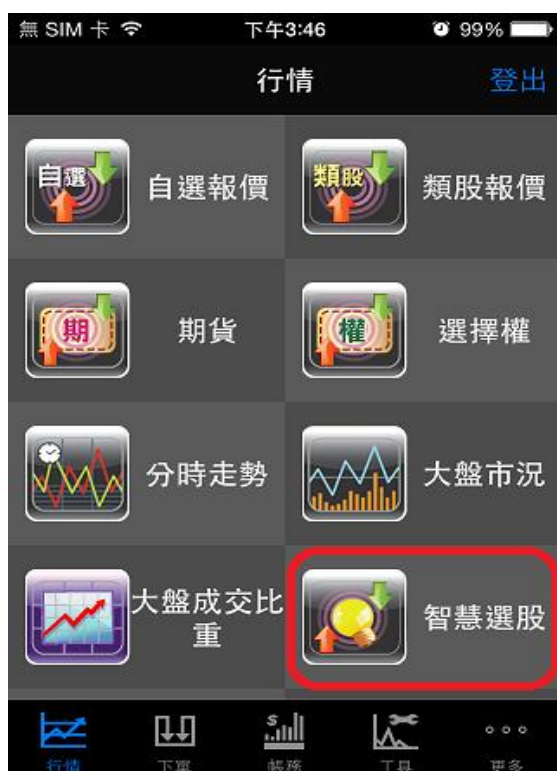 無 SIM 卡 下午3:46 99%
行情 登出
自選 自選報價 類股 類股報價
期 期貨 權 選擇權
分時走勢 大盤市況
大盤成交比
重
智慧選股
行情 下單 帳務 工具 更多